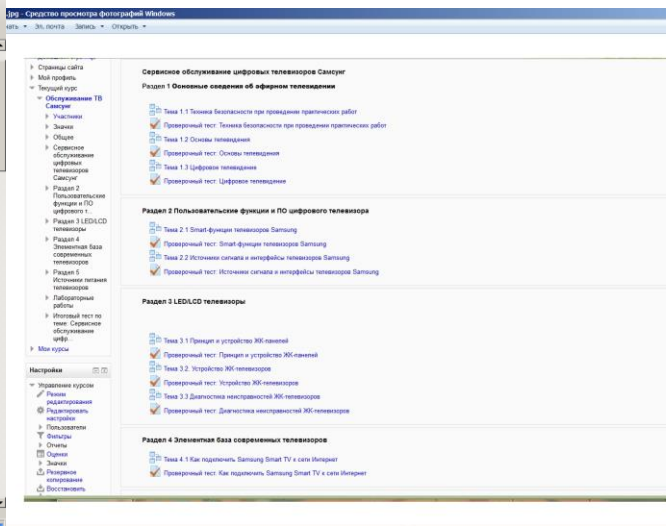 .jpg - Средство просмотра фотографий Windows
Эл. почта Запись Открыть
Страницы сайта
Мой профиль
Текущий курс
Обслуживание ТВ
Самсунг
Участники
Значки
Общее
Сервисное
обслуживание
цифровых
телевизоров
Самсунг
Раздел 2
Пользовательские
функции и ПО
цифрового т...
Раздел 3 LED/LCD
телевизоры
Раздел 4
Элементная база
современных
телевизоров
Раздел 5
Источники питания
телевизоров
Лабораторные
работы
Итоговый тест по
теме: Сервисное
обслуживание
цифр...
Мои курсы
Настройки
Управление курсом
Режим
редактирования
Редактировать
настройки
Пользователи
Фильтры
Отчеты
Оценки
Значки
Резервное
копирование
Восстановить
Сервисное обслуживание цифровых телевизоров Самсунг
Раздел 1 Основные сведения об эфирном телевидении
Тема 1.1 Техника Безопасности при проведении практических работ
Проверочный тест: Техника безопасности при проведении практических работ
Тема 1.2 Основы телевидения
Проверочный тест: Основы телевидения
Тема 1.3 Цифровое телевидение
Проверочный тест: Цифровое телевидение
Раздел 2 Пользовательские функции и ПО цифрового телевизора
Тема 2.1 Smart-функции телевизоров Samsung
Проверочный тест: Smart-функции телевизоров Samsung
Тема 2.2 Источники сигнала и интерфейсы телевизоров Samsung
Проверочный тест: Источники сигнала и интерфейсы телевизоров Samsung
Раздел 3 LED/LCD телевизоры
Тема 3.1 Принцип и устройство ЖК-панелей
Проверочный тест: Принцип и устройство ЖК-панелей
Тема 3.2. Устройство ЖК-телевизоров
Проверочный тест: Устройство ЖК-телевизоров
Тема 3.3 Диагностика неисправностей ЖК-телевизоров
Проверочный тест: Диагностика неисправностей ЖК-телевизоров
Раздел 4 Элементная база современных телевизоров
Тема 4.1 Как подключить Samsung Smart TV к сети Интернет
Проверочный тест: Как подключить Samsung Smart TV к сети Интернет